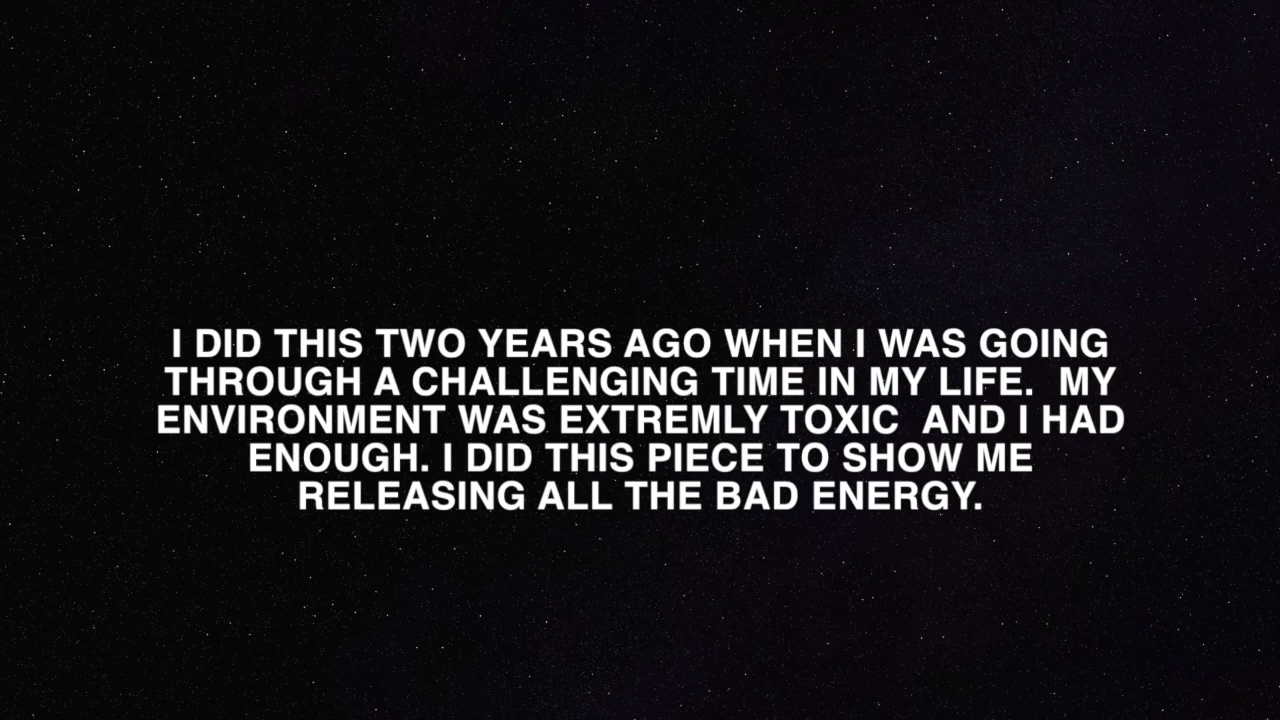 I DID THIS TWO YEARS AGO WHEN I WAS GOING
THROUGH A CHALLENGING TIME IN MY LIFE.  MY
ENVIRONMENT WAS EXTREMLY TOXIC  AND I HAD
ENOUGH. I DID THIS PIECE TO SHOW ME
RELEASING ALL THE BAD ENERGY.